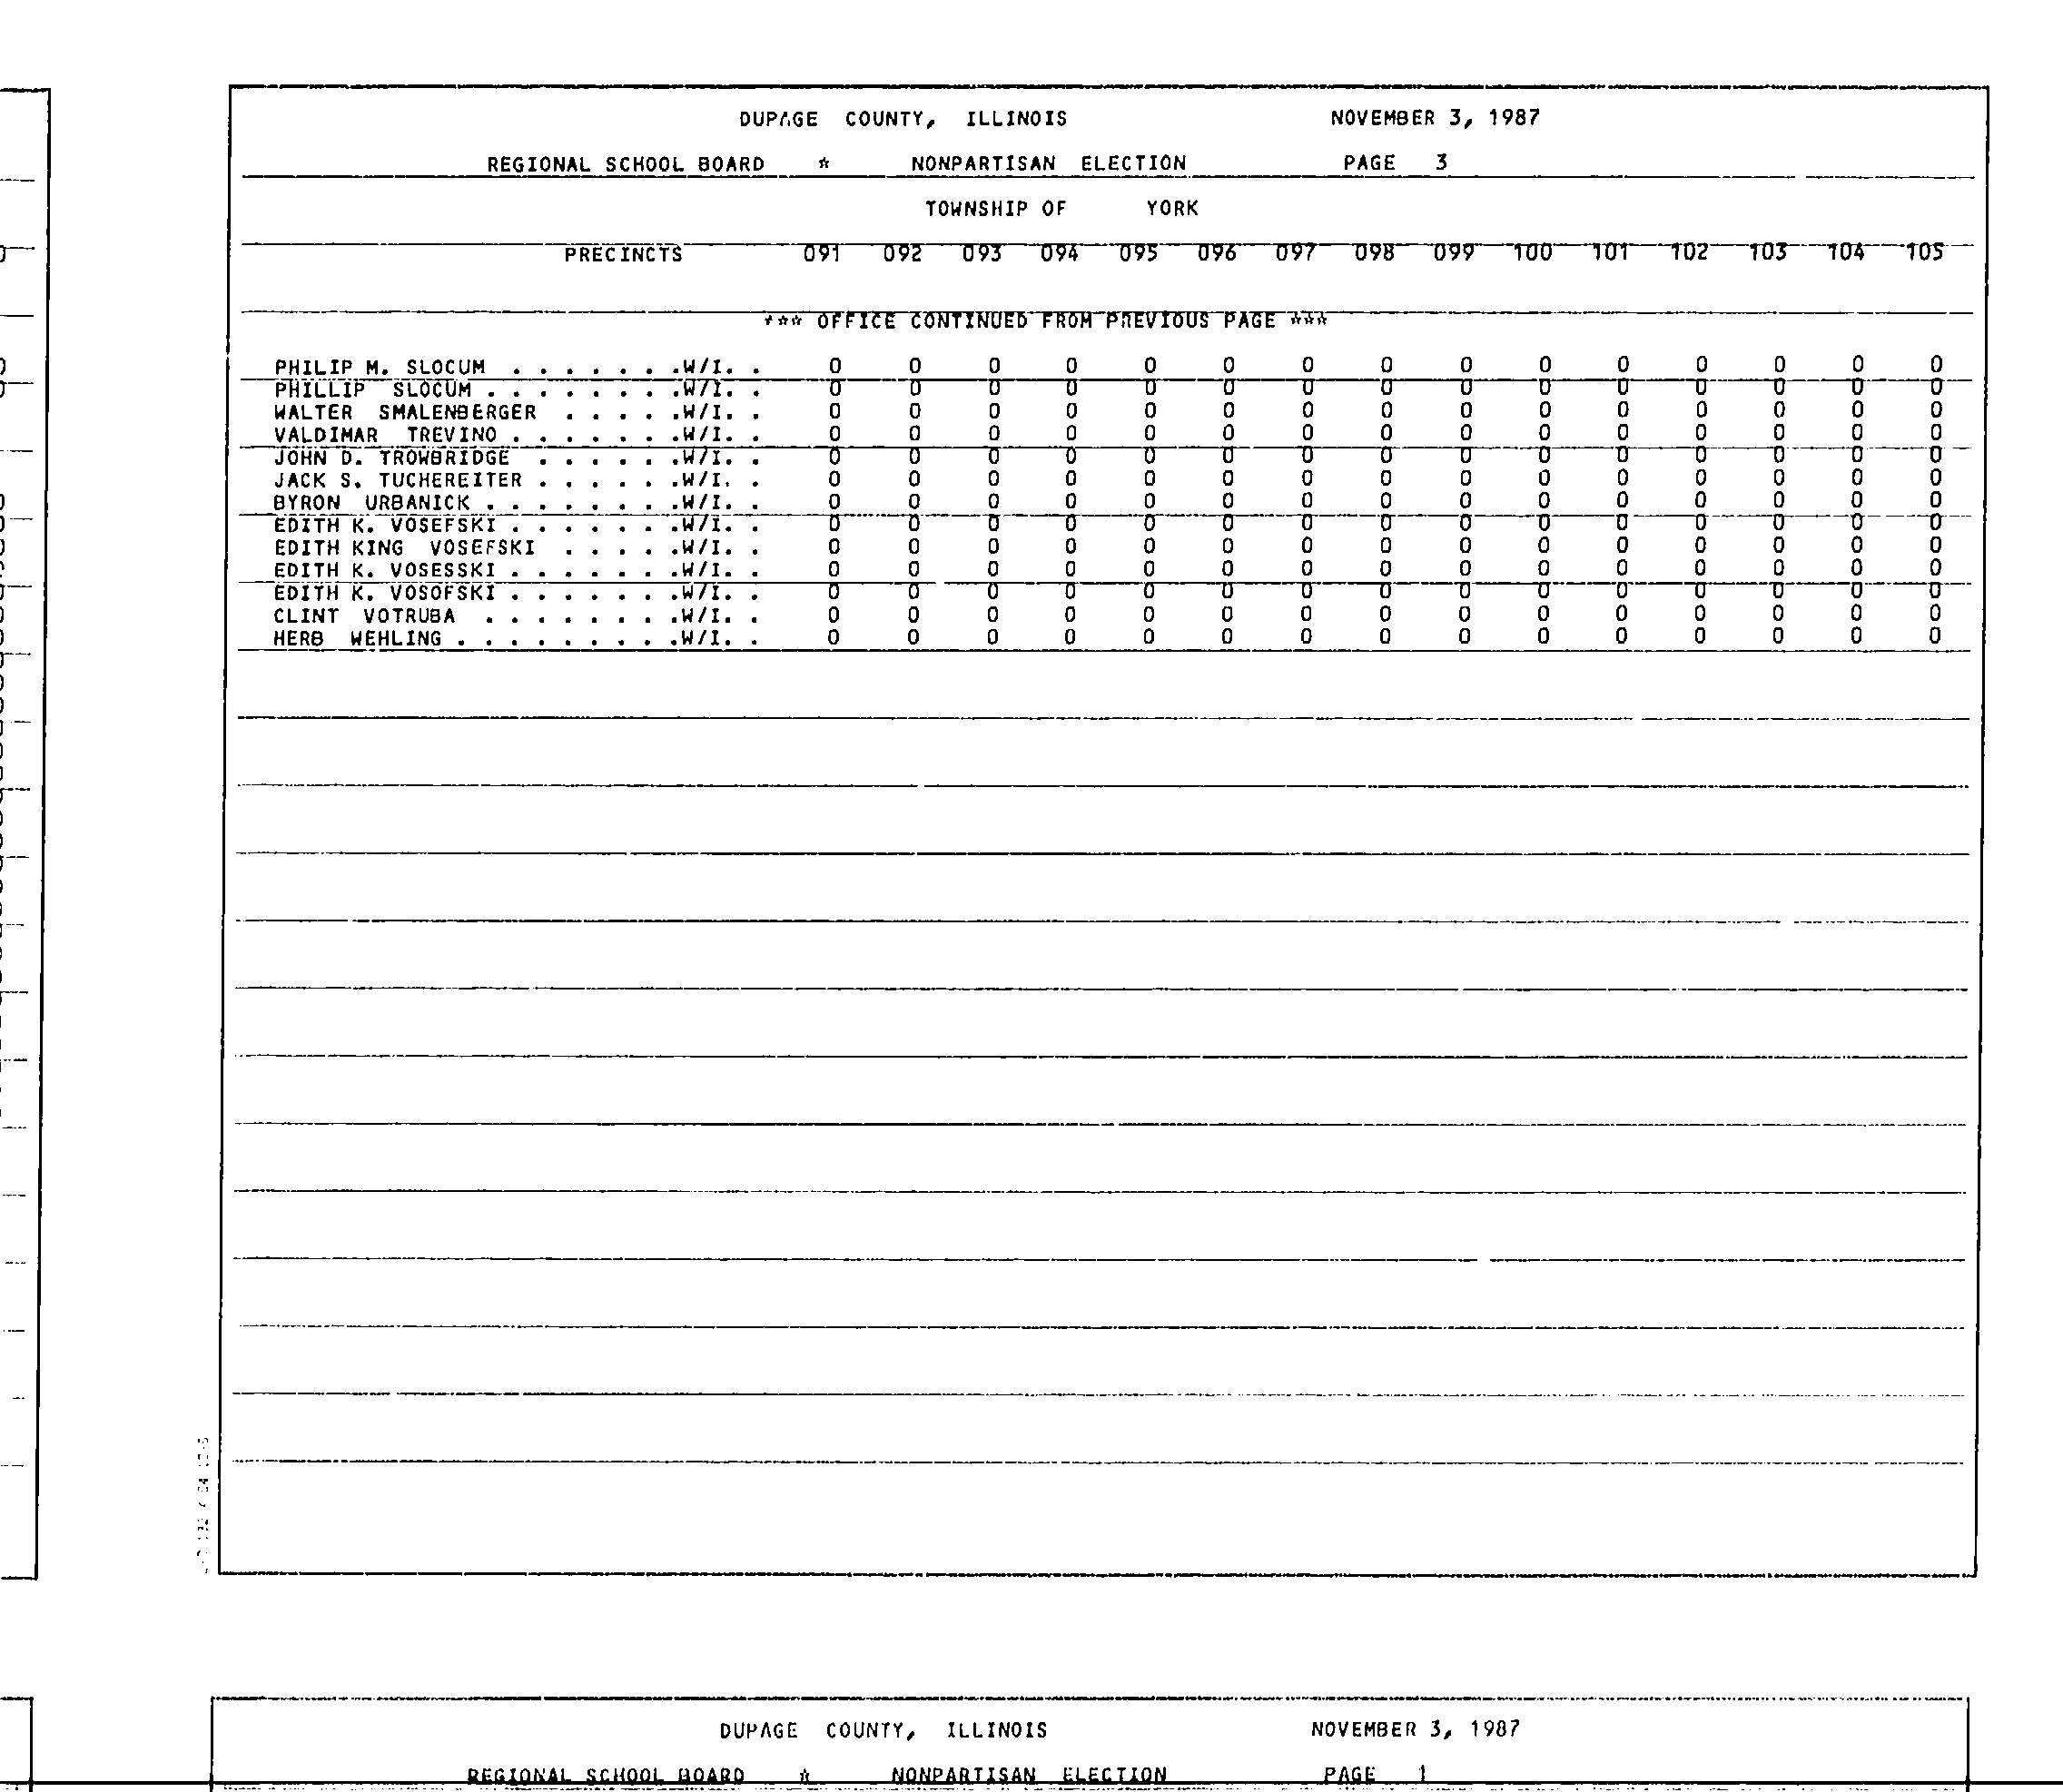 DUPAGE COUNTY, ILLINOIS NOVEMBER 3, 1987
REGIONAL SCHOOL BOARD * NONPARTISAN ELECTION PAGE 3
TOWNSHIP OF YORK
PRECINCTS 091 092 093 094 095 096 097 098 099 100 101 102 103 104 105
*** OFFICE CONTINUED FROM PREVIOUS PAGE ***
PHILIP M. SLOCUM . . . . . . .W/I. . 0 0 0 0 0 0 0 0 0 0 0 0 0 0 0
PHILLIP SLOCUM . . . . . . . .W/I. . 0 0 0 0 0 0 0 0 0 0 0 0 0 0 0
WALTER SMALENBERGER . . . . .W/I. . 0 0 0 0 0 0 0 0 0 0 0 0 0 0 0
VALDIMAR TREVINO . . . . . . .W/I. . 0 0 0 0 0 0 0 0 0 0 0 0 0 0 0
JOHN D. TROWBRIDGE . . . . . .W/I. . 0 0 0 0 0 0 0 0 0 0 0 0 0 0 0
JACK S. TUCHEREITER . . . . . .W/I. . 0 0 0 0 0 0 0 0 0 0 0 0 0 0 0
BYRON URBANICK . . . . . . . .W/I. . 0 0 0 0 0 0 0 0 0 0 0 0 0 0 0
EDITH K. VOSEFSKI . . . . . . .W/I. . 0 0 0 0 0 0 0 0 0 0 0 0 0 0 0
EDITH KING VOSEFSKI . . . . .W/I. . 0 0 0 0 0 0 0 0 0 0 0 0 0 0 0
EDITH K. VOSESSKI . . . . . . .W/I. . 0 0 0 0 0 0 0 0 0 0 0 0 0 0 0
EDITH K. VOSOFSKI . . . . . . .W/I. . 0 0 0 0 0 0 0 0 0 0 0 0 0 0 0
CLINT VOTRUBA . . . . . . . .W/I. . 0 0 0 0 0 0 0 0 0 0 0 0 0 0 0
HERB WEHLING . . . . . . . . .W/I. . 0 0 0 0 0 0 0 0 0 0 0 0 0 0 0
DUPAGE COUNTY, ILLINOIS NOVEMBER 3, 1987
REGIONAL SCHOOL BOARD * NONPARTISAN ELECTION PAGE 1